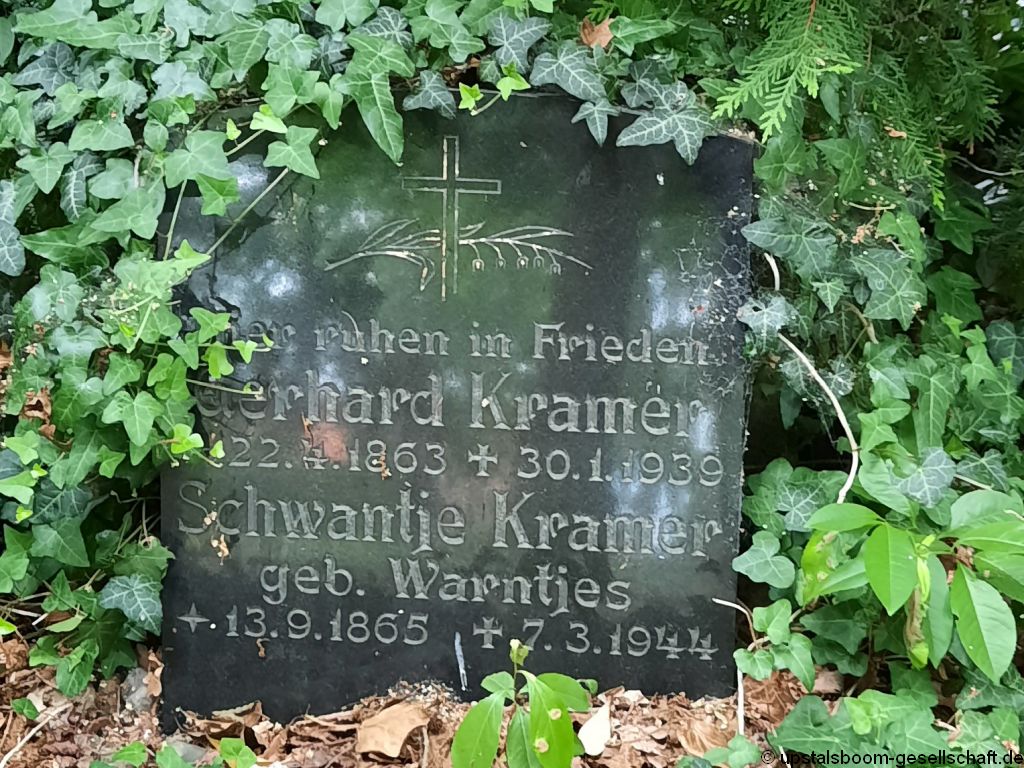 Hier ruhen in Frieden
Gerhard Kramer
22.4.1863 ✝ 30.1.1939
Schwantje Kramer
geb. Warntjes
✦ 13.9.1865 ✝ 7.3.1944
© upstalsboom-gesellschaft.de